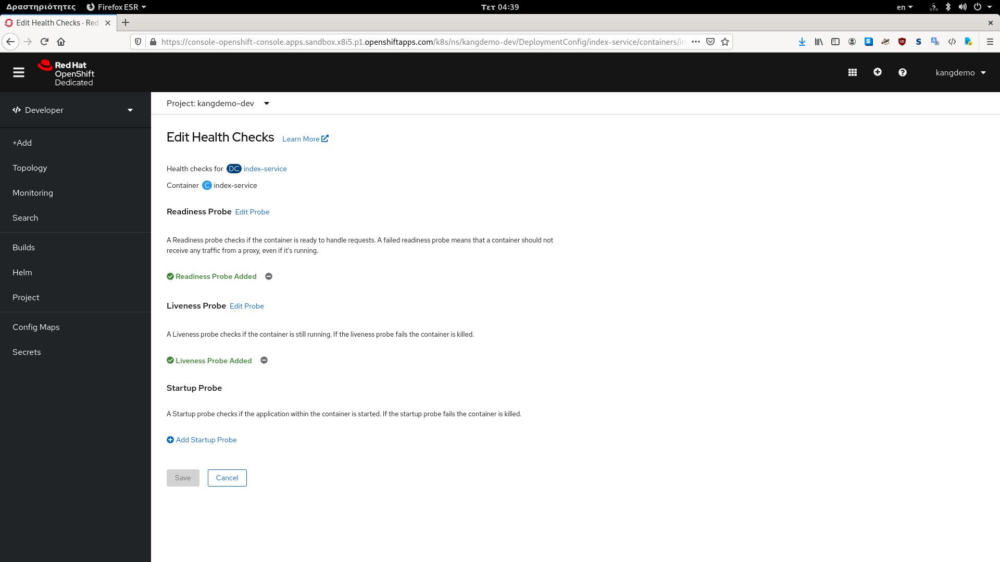 Δραστηριότητες
Firefox ESR
Τετ 04:39
en
Edit Health Checks · Red
https://console-openshift-console.apps.sandbox.x8i5.p1.openshiftapps.com/k8s/ns/kangdemo-dev/DeploymentConfig/index-service/containers/in
Red Hat
OpenShift
Dedicated
kangdemo
Developer
Project: kangdemo-dev
+Add
Topology
Monitoring
Search
Builds
Helm
Project
Config Maps
Secrets
Edit Health Checks Learn More
Health checks for DC index-service
Container C index-service
Readiness Probe Edit Probe
A Readiness probe checks if the container is ready to handle requests. A failed readiness probe means that a container should not
receive any traffic from a proxy, even if it's running.
Readiness Probe Added
Liveness Probe Edit Probe
A Liveness probe checks if the container is still running. If the liveness probe fails the container is killed.
Liveness Probe Added
Startup Probe
A Startup probe checks if the application within the container is started. If the startup probe fails the container is killed.
Add Startup Probe
Save
Cancel